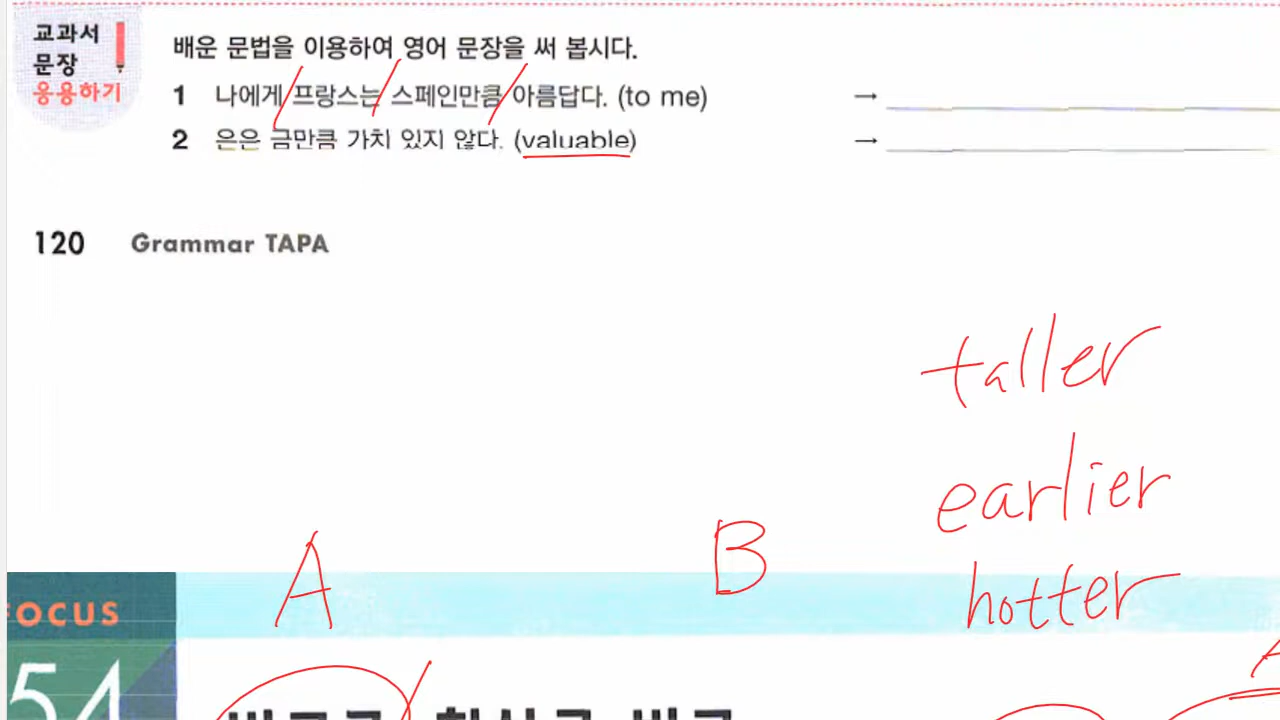 교과서
문장
응용하기
배운 문법을 이용하여 영어 문장을 써 봅시다.
1 나에게 프랑스는 스페인만큼 아름답다. (to me) →
2 은은 금만큼 가치 있지 않다. (valuable) →
120 Grammar TAPA
taller
earlier
hotter
A
B
FOCUS
54
A